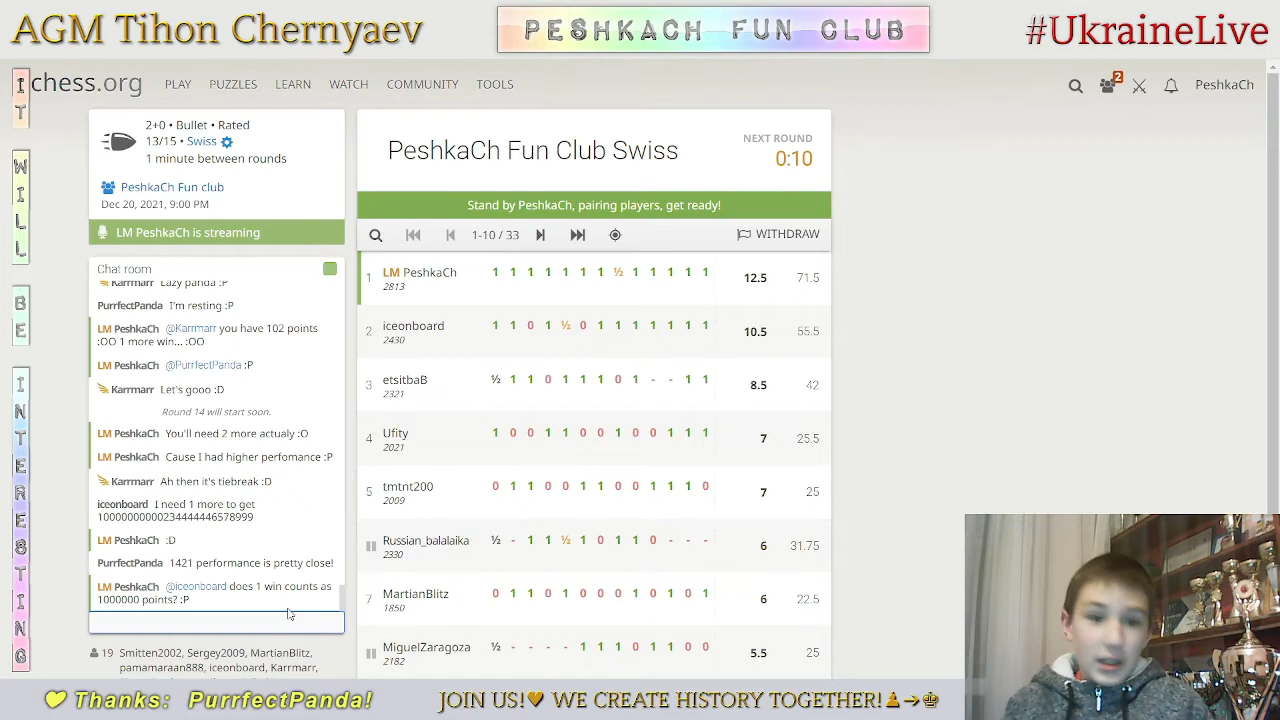 AGM Tihon Chernyaev
PESHKACH FUN CLUB
#UkraineLive
IT WILL BE INTERESTING
chess.org
PLAY
PUZZLES
LEARN
WATCH
COMMUNITY
TOOLS
2
PeshkaCh
2+0 • Bullet • Rated
13/15 • Swiss
1 minute between rounds
PeshkaCh Fun club
Dec 20, 2021, 9:00 PM
LM PeshkaCh is streaming
Chat room
Karrmarr Lazy panda :P
PurrfectPanda I'm resting :P
LM PeshkaCh @Karrmarr you have 102 points
:OO 1 more win... :OO
LM PeshkaCh @PurrfectPanda :P
Karrmarr Let's gooo :D
Round 14 will start soon.
LM PeshkaCh You'll need 2 more actualy :O
LM PeshkaCh Cause I had higher perfomance :P
Karrmarr Ah then it's tiebreak :D
iceonboard I need 1 more to get
10000000000234444446578999
LM PeshkaCh :D
PurrfectPanda 1421 performance is pretty close!
LM PeshkaCh @iceonboard does 1 win counts as
1000000 points? :P
19 Smitten2002, Sergey2009, MartianBlitz,
pamamaraan888, iceonboard, Karrmarr,
PeshkaCh Fun Club Swiss
NEXT ROUND
0:10
Stand by PeshkaCh, pairing players, get ready!
1-10 / 33
WITHDRAW
1 LM PeshkaCh 1 1 1 1 1 1 1 ½ 1 1 1 1 1 12.5 71.5
2813
2 iceonboard 1 1 0 1 ½ 0 1 1 1 1 1 1 1 10.5 55.5
2430
3 etsitbaB ½ 1 1 0 1 1 1 0 1 - - 1 1 8.5 42
2321
4 Ufity 1 0 0 1 1 0 0 1 0 0 1 1 1 7 25.5
2021
5 tmtnt200 0 1 1 0 0 1 1 0 0 1 1 1 0 7 25
2009
Russian_balalaika ½ - 1 1 ½ 1 0 1 1 0 - - - 6 31.75
2330
7 MartianBlitz 0 1 0 1 1 0 0 0 1 0 1 0 1 6 22.5
1850
MiguelZaragoza ½ - - - - 1 1 1 0 1 1 0 0 5.5 25
2182
Thanks: PurrfectPanda!
JOIN US! WE CREATE HISTORY TOGETHER!